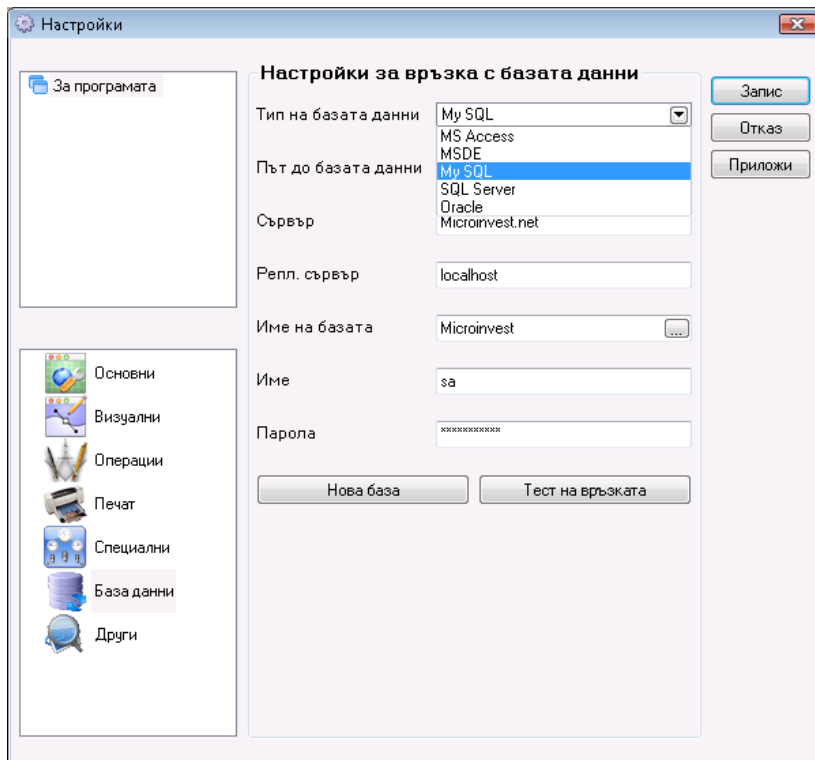 Настройки
За програмата
Настройки за връзка с базата данни
Тип на базата данни
My SQL
MS Access
MSDE
My SQL
SQL Server
Oracle
Път до базата данни
Сървър
Microinvest.net
Репл. сървър
localhost
Име на базата
Microinvest
...
Име
sa
Парола
***********
Нова база
Тест на връзката
Запис
Отказ
Приложи
Основни
Визуални
Операции
Печат
Специални
База данни
Други